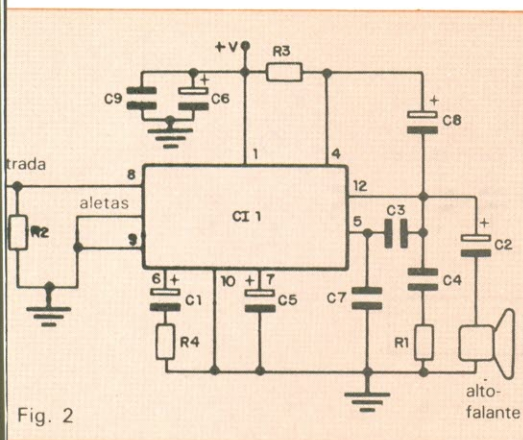 +V
R3
C9
+
C6
+
C8
1
4
trada
8
12
aletas
CI 1
5
C3
+
C2
R2
9
6
+
10
+
7
C1
C5
C7
C4
R4
R1
alto-
falante
Fig. 2